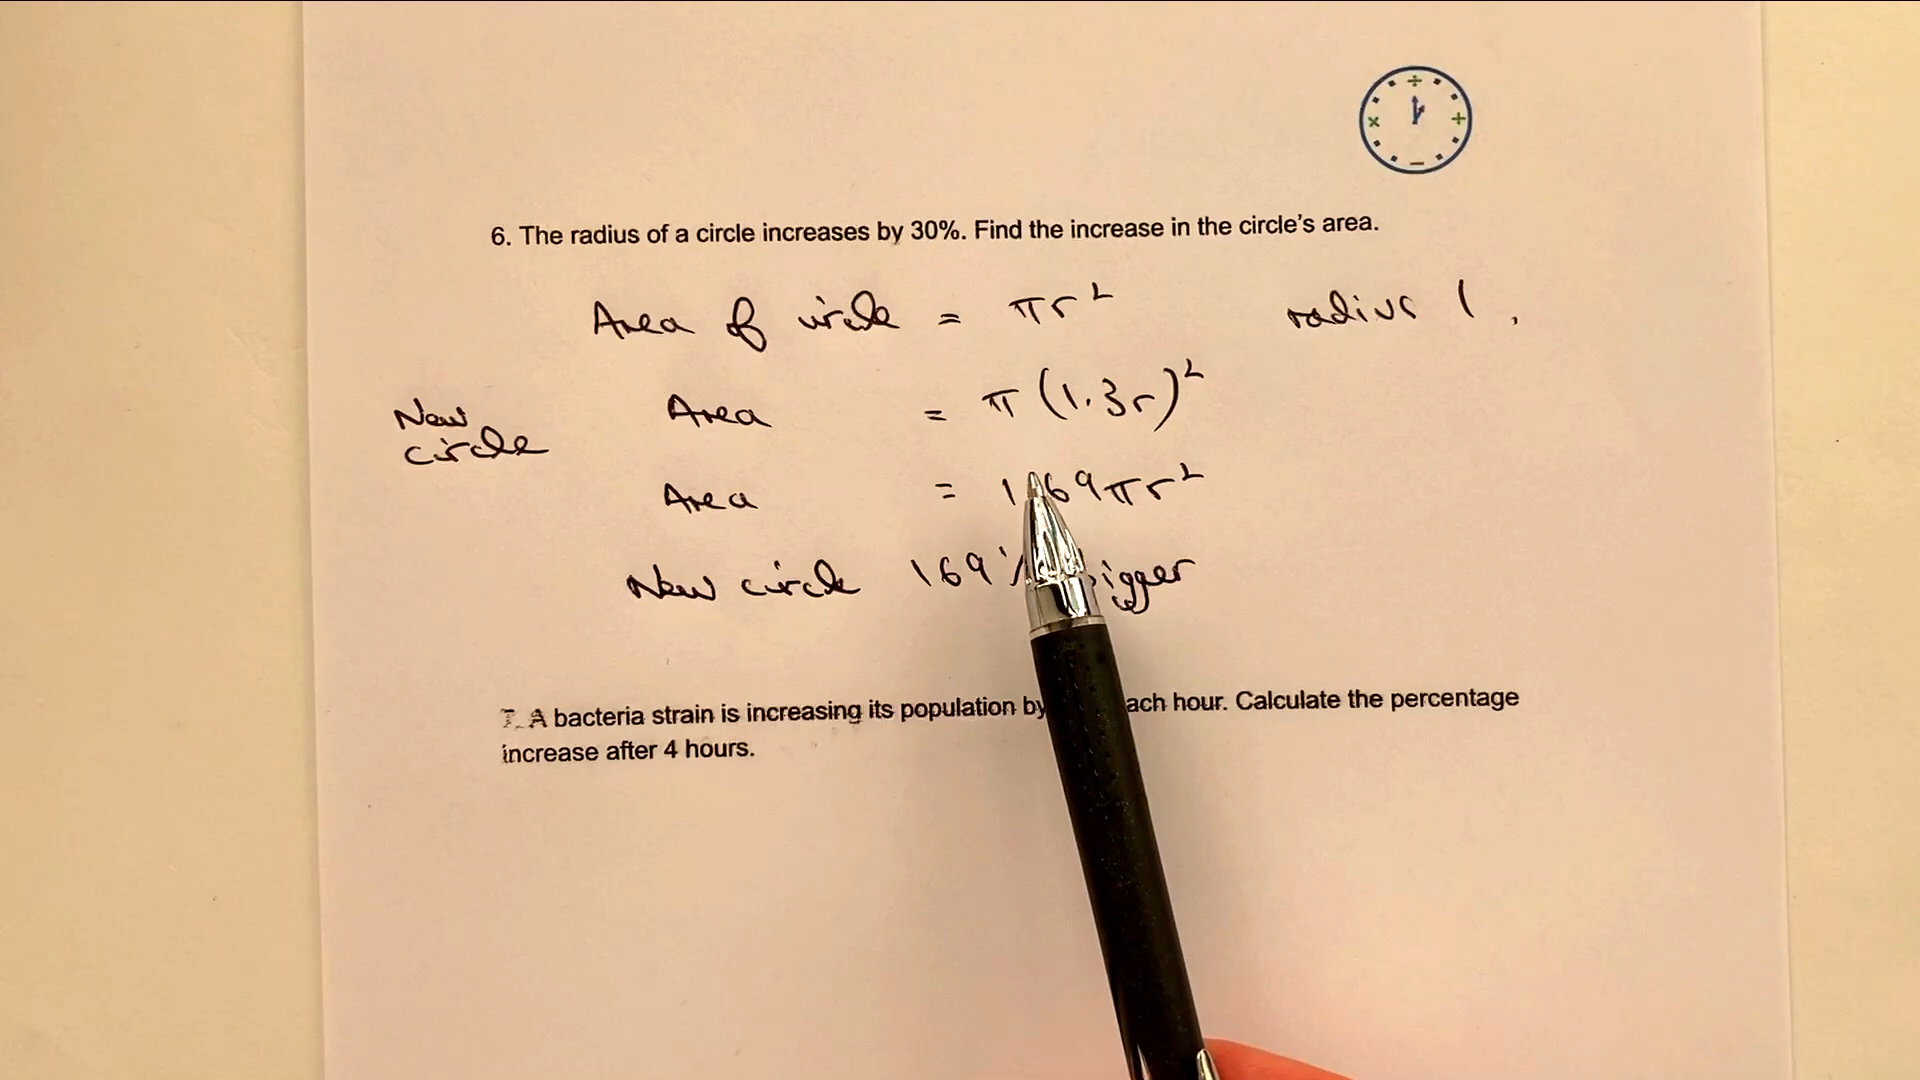 6. The radius of a circle increases by 30%. Find the increase in the circle's area.
Area of circle = πr² radius 1,
New circle Area = π(1.3r)²
Area = 1.69πr²
New circle 169% bigger
7. A bacteria strain is increasing its population by each hour. Calculate the percentage
increase after 4 hours.